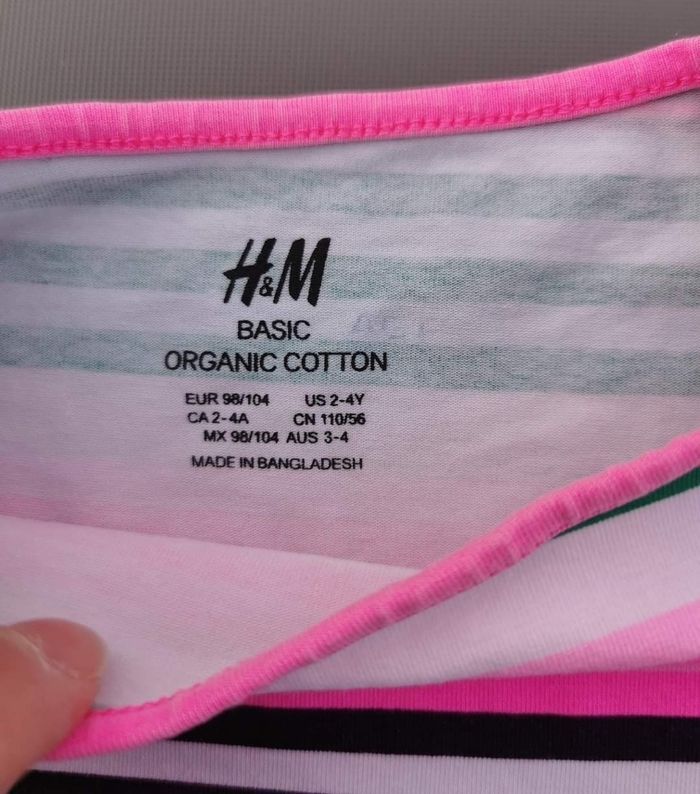 H&M
BASIC
ORGANIC COTTON
EUR 98/104 US 2-4Y
CA 2-4A CN 110/56
MX 98/104 AUS 3-4
MADE IN BANGLADESH